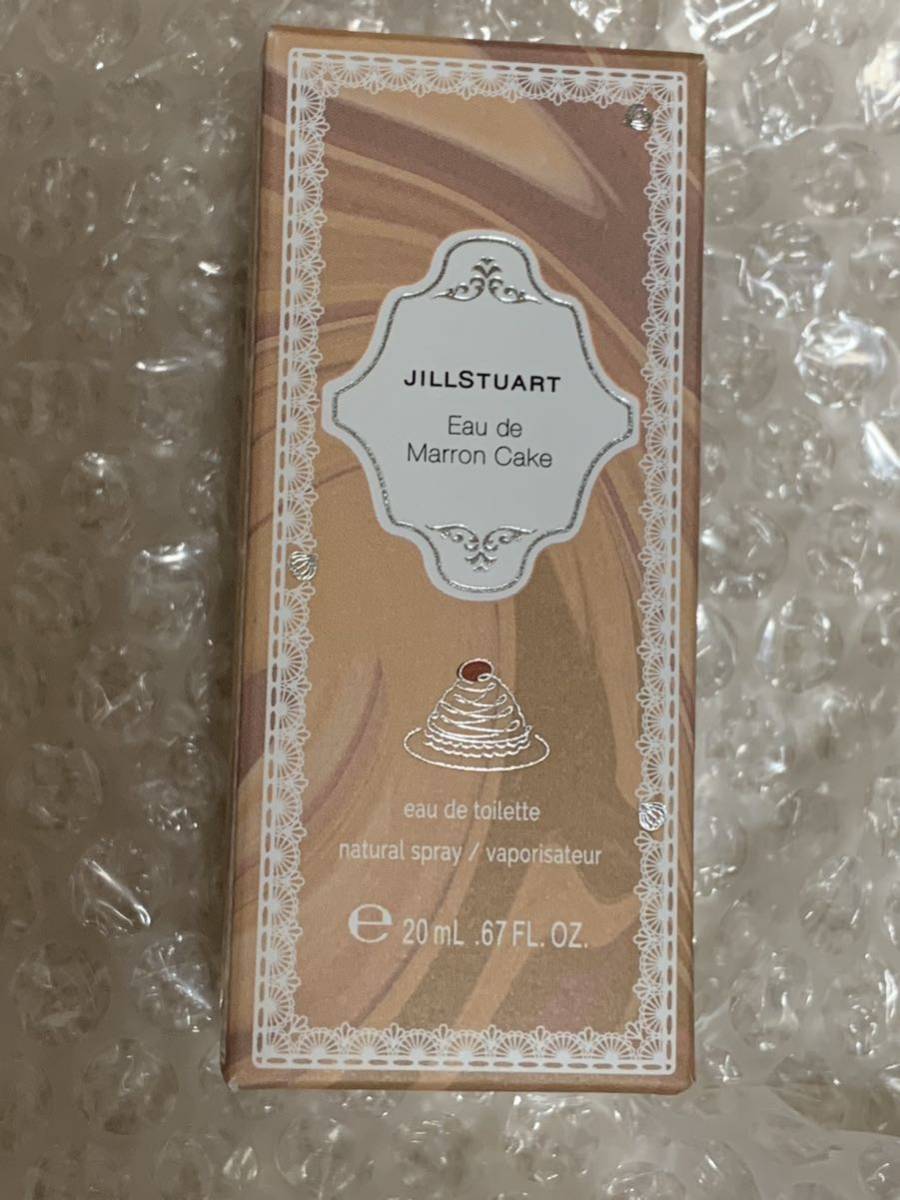 JILLSTUART
Eau de
Marron Cake
eau de toilette
natural spray / vaporisateur
℮ 20 mL .67 FL. OZ.